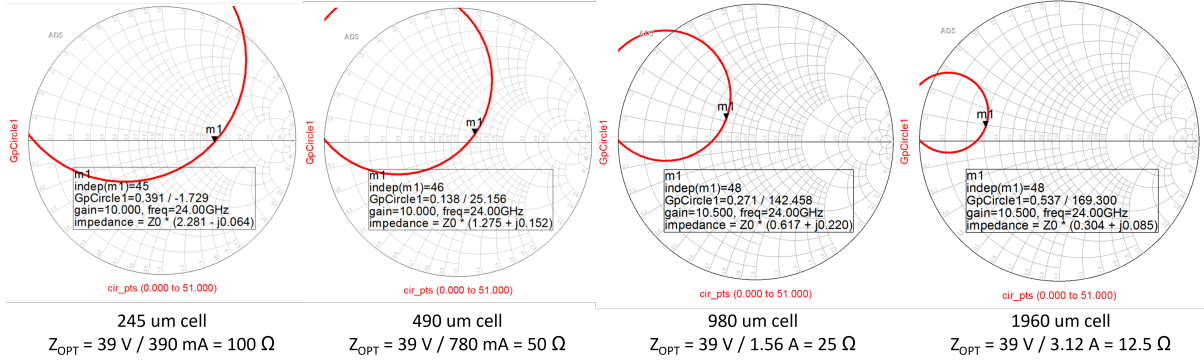 ADS
m1
GpCircle1
m1
indep(m1)=45
GpCircle1=0.391 / -1.729
gain=10.000, freq=24.00GHz
impedance = Z0 * (2.281 - j0.064)
cir_pts (0.000 to 51.000)
245 um cell
Z_OPT = 39 V / 390 mA = 100 Ω
ADS
m1
GpCircle1
m1
indep(m1)=46
GpCircle1=0.138 / 25.156
gain=10.000, freq=24.00GHz
impedance = Z0 * (1.275 + j0.152)
cir_pts (0.000 to 51.000)
490 um cell
Z_OPT = 39 V / 780 mA = 50 Ω
ADS
m1
GpCircle1
m1
indep(m1)=48
GpCircle1=0.271 / 142.458
gain=10.500, freq=24.00GHz
impedance = Z0 * (0.617 + j0.220)
cir_pts (0.000 to 51.000)
980 um cell
Z_OPT = 39 V / 1.56 A = 25 Ω
ADS
m1
GpCircle1
m1
indep(m1)=48
GpCircle1=0.537 / 169.300
gain=10.500, freq=24.00GHz
impedance = Z0 * (0.304 + j0.085)
cir_pts (0.000 to 51.000)
1960 um cell
Z_OPT = 39 V / 3.12 A = 12.5 Ω